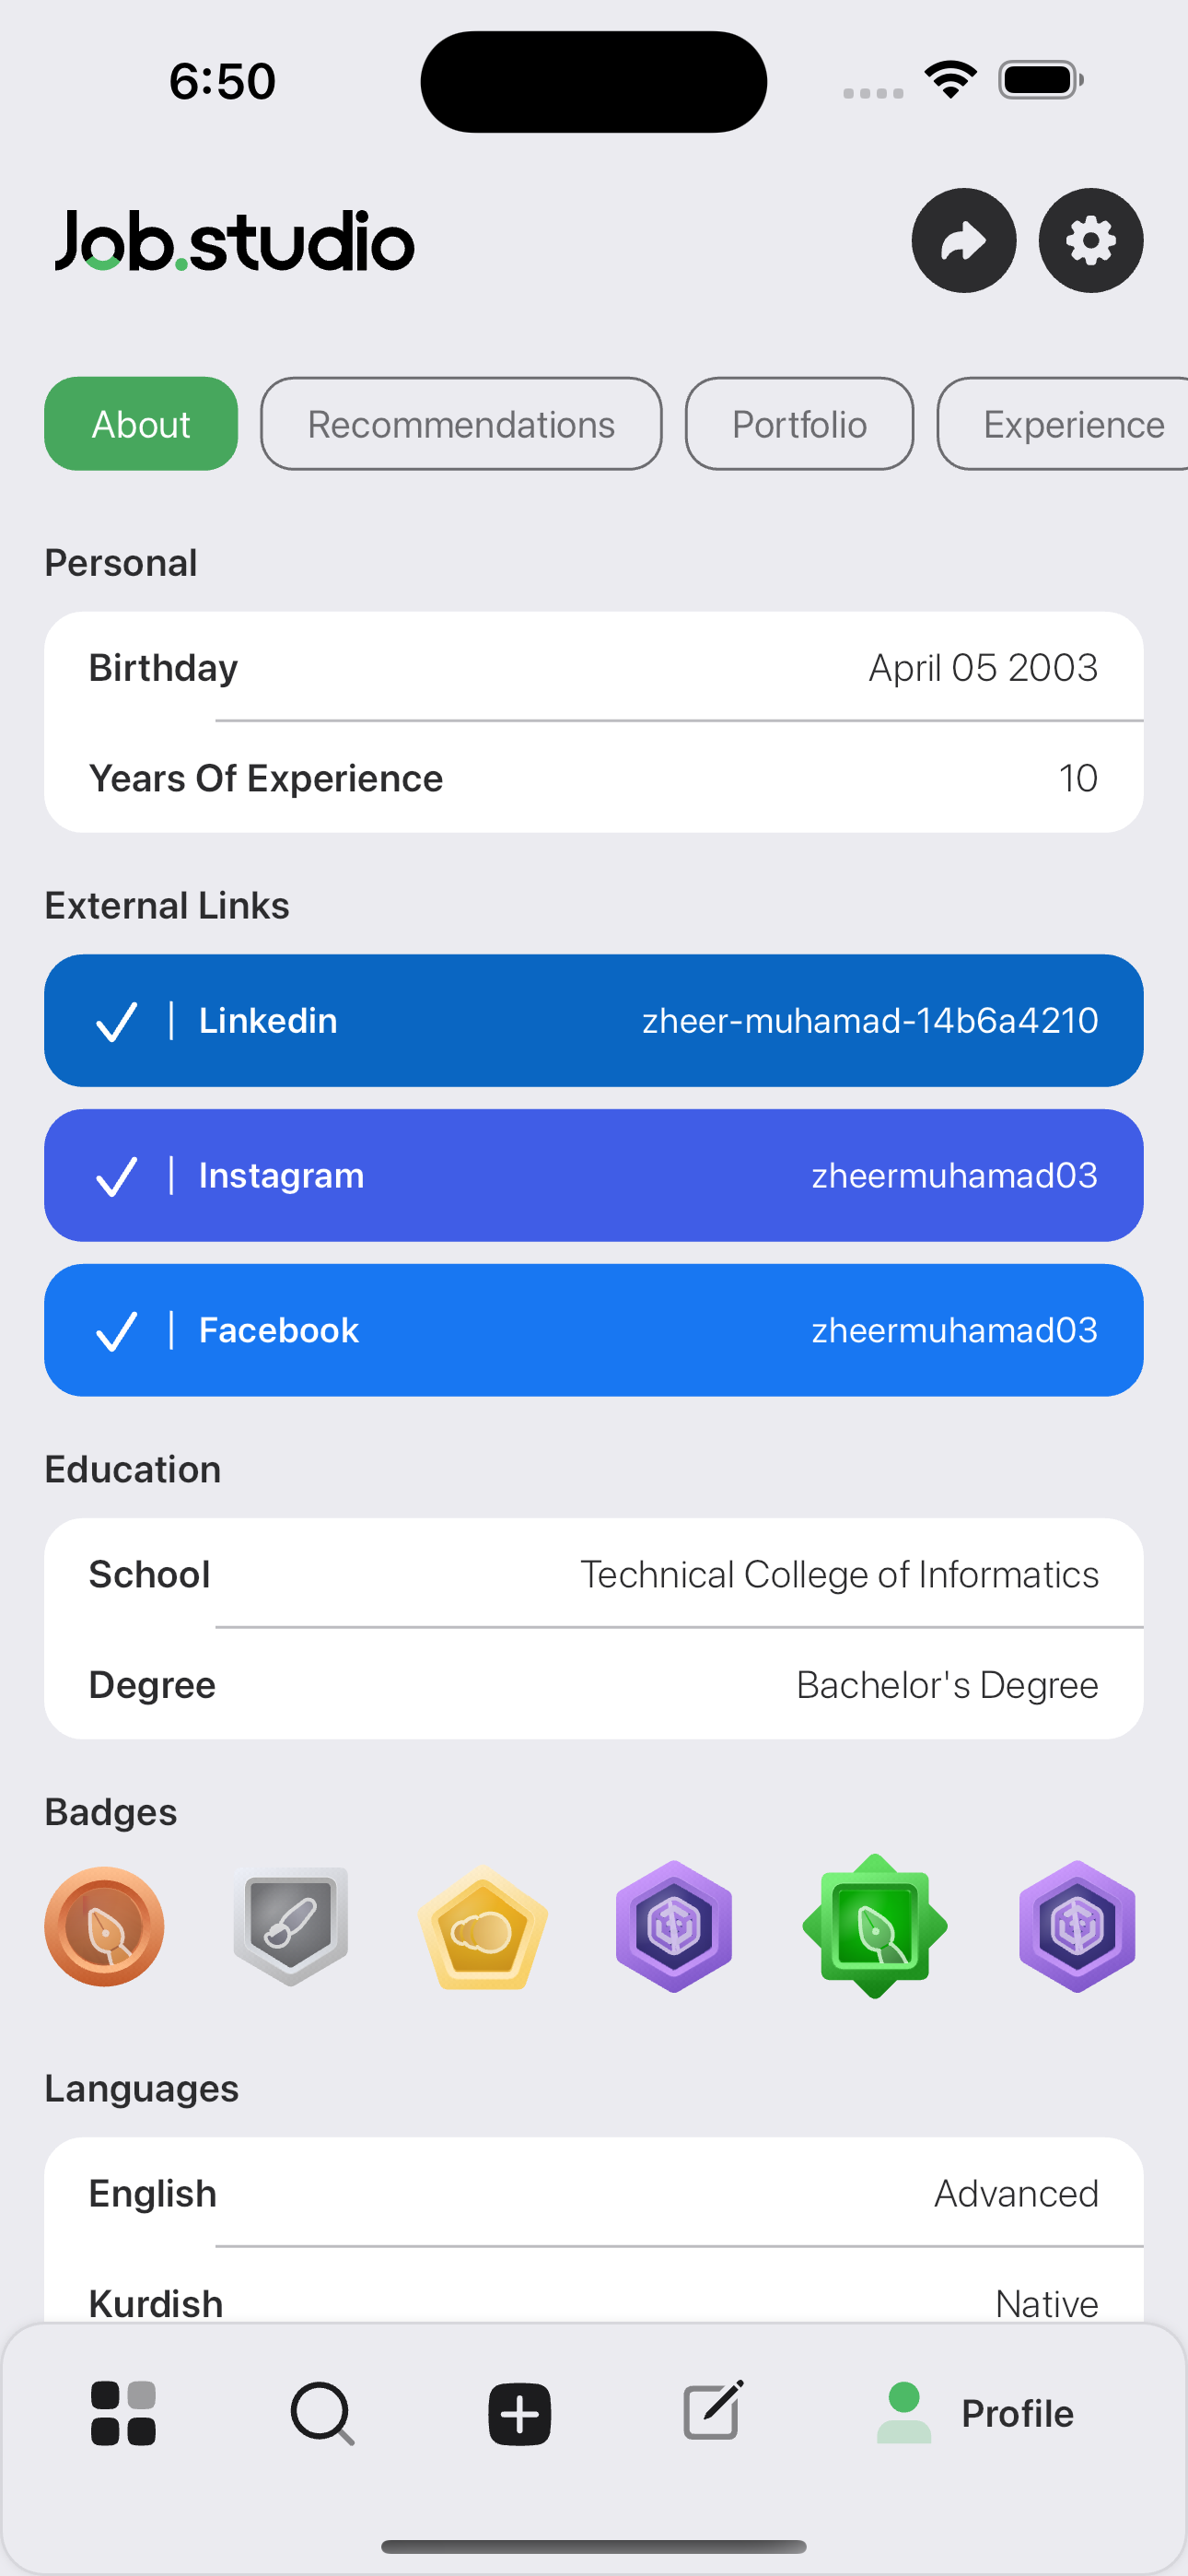 6:50
Job.studio
About Recommendations Portfolio Experience
Personal
Birthday April 05 2003
Years Of Experience 10
External Links
Linkedin zheer-muhamad-14b6a4210
Instagram zheermuhamad03
Facebook zheermuhamad03
Education
School Technical College of Informatics
Degree Bachelor's Degree
Badges
Languages
English Advanced
Kurdish Native
Profile